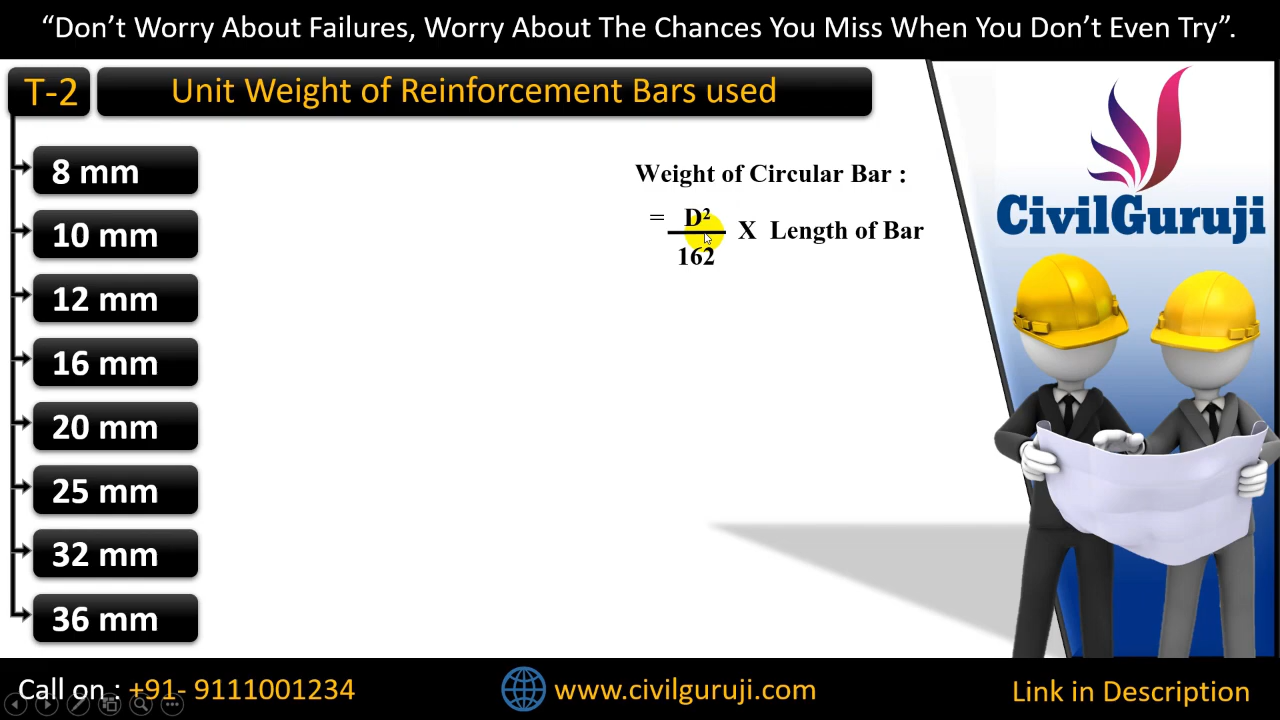 “Don’t Worry About Failures, Worry About The Chances You Miss When You Don’t Even Try”.
T-2
Unit Weight of Reinforcement Bars used
8 mm
10 mm
12 mm
16 mm
20 mm
25 mm
32 mm
36 mm
Weight of Circular Bar :
= D²
162
X Length of Bar
CivilGuruji
Call on : +91- 9111001234
www.civilguruji.com
Link in Description